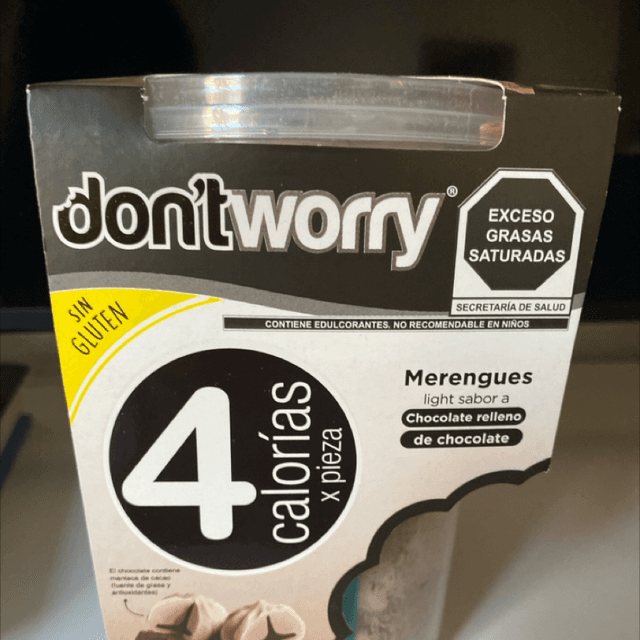 don't worry®
EXCESO
GRASAS
SATURADAS
SECRETARÍA DE SALUD
CONTIENE EDULCORANTES. NO RECOMENDABLE EN NIÑOS
SIN
GLUTEN
4
calorías
x pieza
Merengues
light sabor a
Chocolate relleno
de chocolate
El chocolate contiene
manteca de cacao
(fuente de grasa y
antioxidantes)